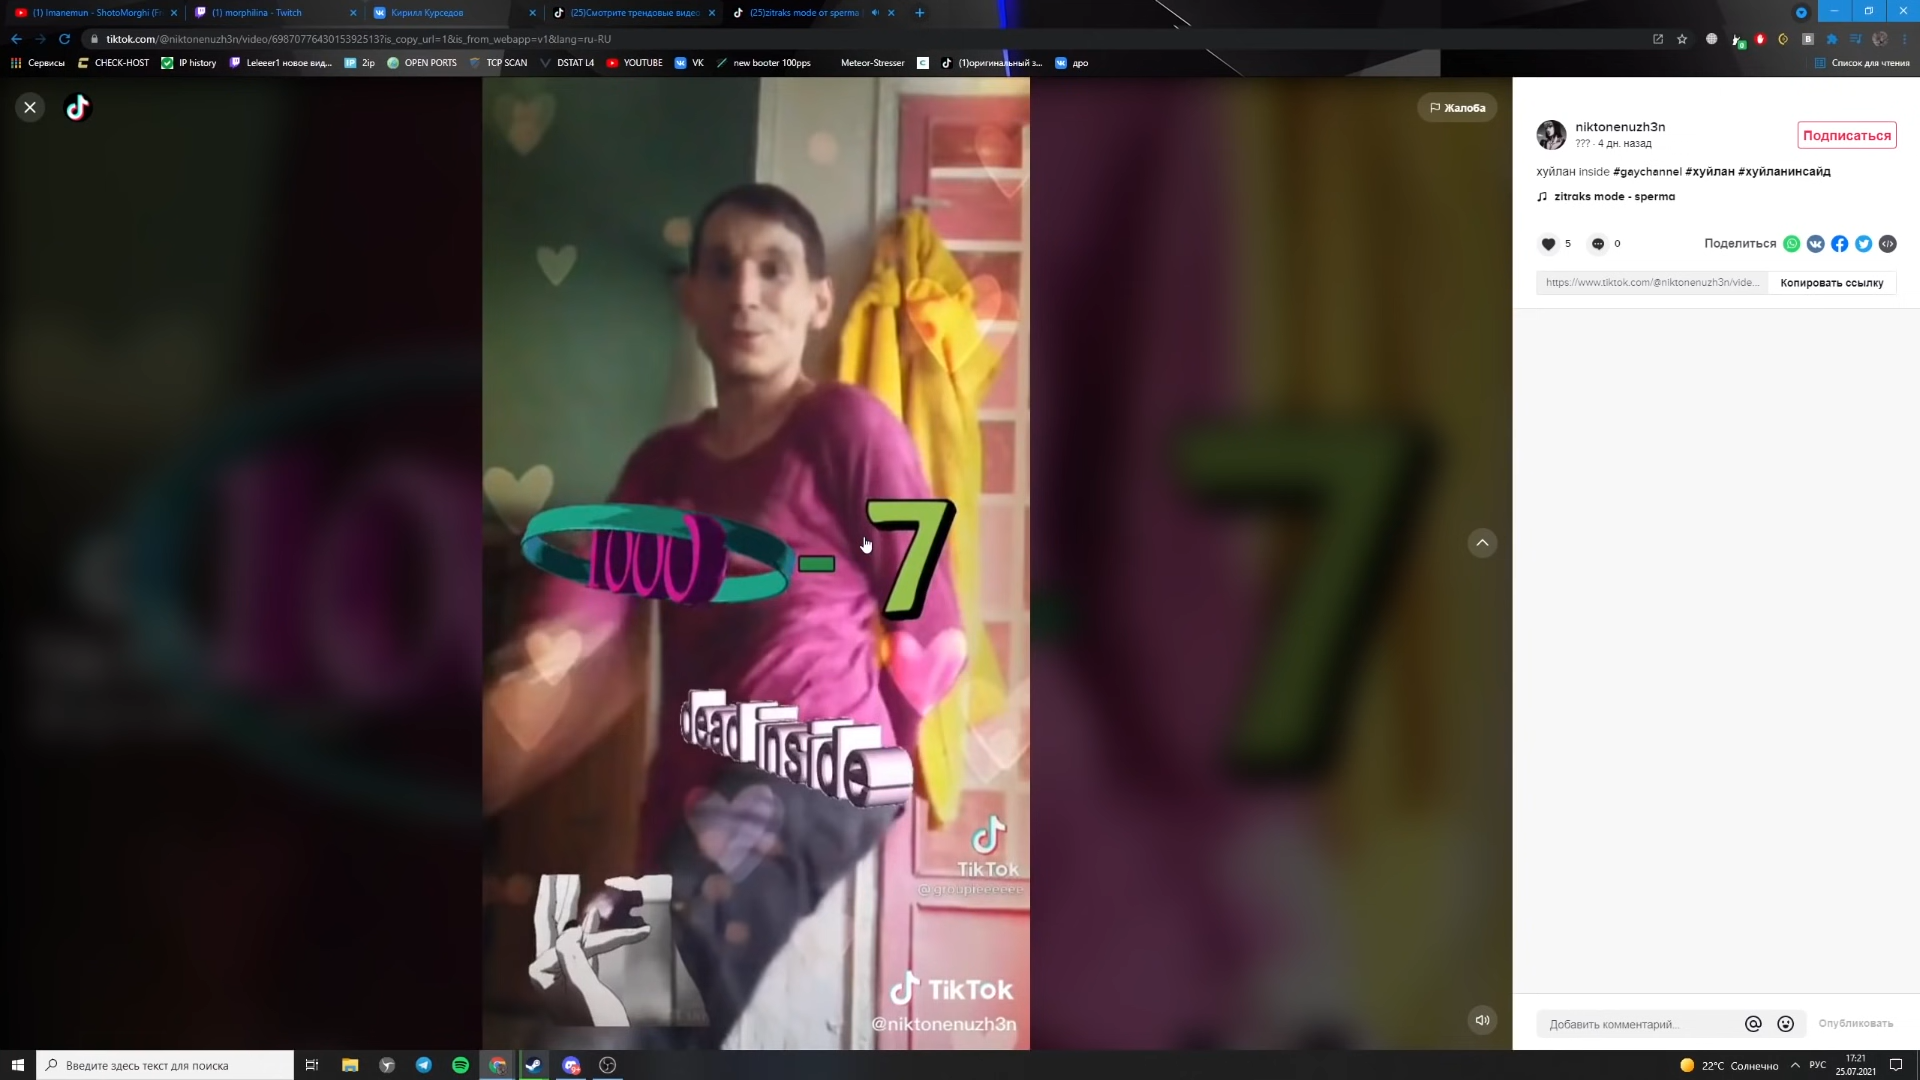 (1) Imanemun - ShotoMorghi (Fr
(1) morphilina - Twitch
Кирилл Курседов
(25)Смотрите трендовые видео
(25)zitraks mode от sperma
tiktok.com/@niktonenuzh3n/video/6987077643015392513?is_copy_url=1&is_from_webapp=v1&lang=ru-RU
Сервисы
CHECK-HOST
IP history
Leleeer1 новое вид...
IP 2ip
OPEN PORTS
TCP SCAN
DSTAT L4
YOUTUBE
VK
new booter 100pps
Meteor-Stresser
(1)оригинальный з...
дро
Список для чтения
Жалоба
niktonenuzh3n
??? · 4 дн. назад
Подписаться
хуйлан inside #gaychannel #хуйлан #хуйланинсайд
zitraks mode - sperma
5
0
Поделиться
https://www.tiktok.com/@niktonenuzh3n/vide...
Копировать ссылку
1000 - 7
dead inside
TikTok
@groupieeeeee
TikTok
@niktonenuzh3n
Добавить комментарий...
Опубликовать
Введите здесь текст для поиска
22°C Солнечно
РУС
17:21
25.07.2021